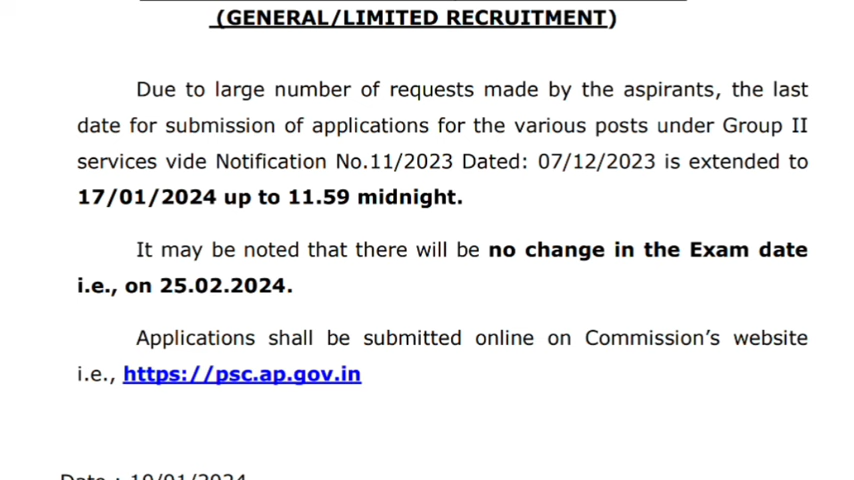 (GENERAL/LIMITED RECRUITMENT)
Due to large number of requests made by the aspirants, the last
date for submission of applications for the various posts under Group II
services vide Notification No.11/2023 Dated: 07/12/2023 is extended to
17/01/2024 up to 11.59 midnight.
It may be noted that there will be no change in the Exam date
i.e., on 25.02.2024.
Applications shall be submitted online on Commission's website
i.e., https://psc.ap.gov.in
Date : 10/01/2024